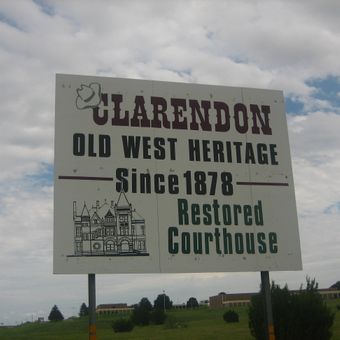 CLARENDON
OLD WEST HERITAGE
Since 1878
Restored
Courthouse